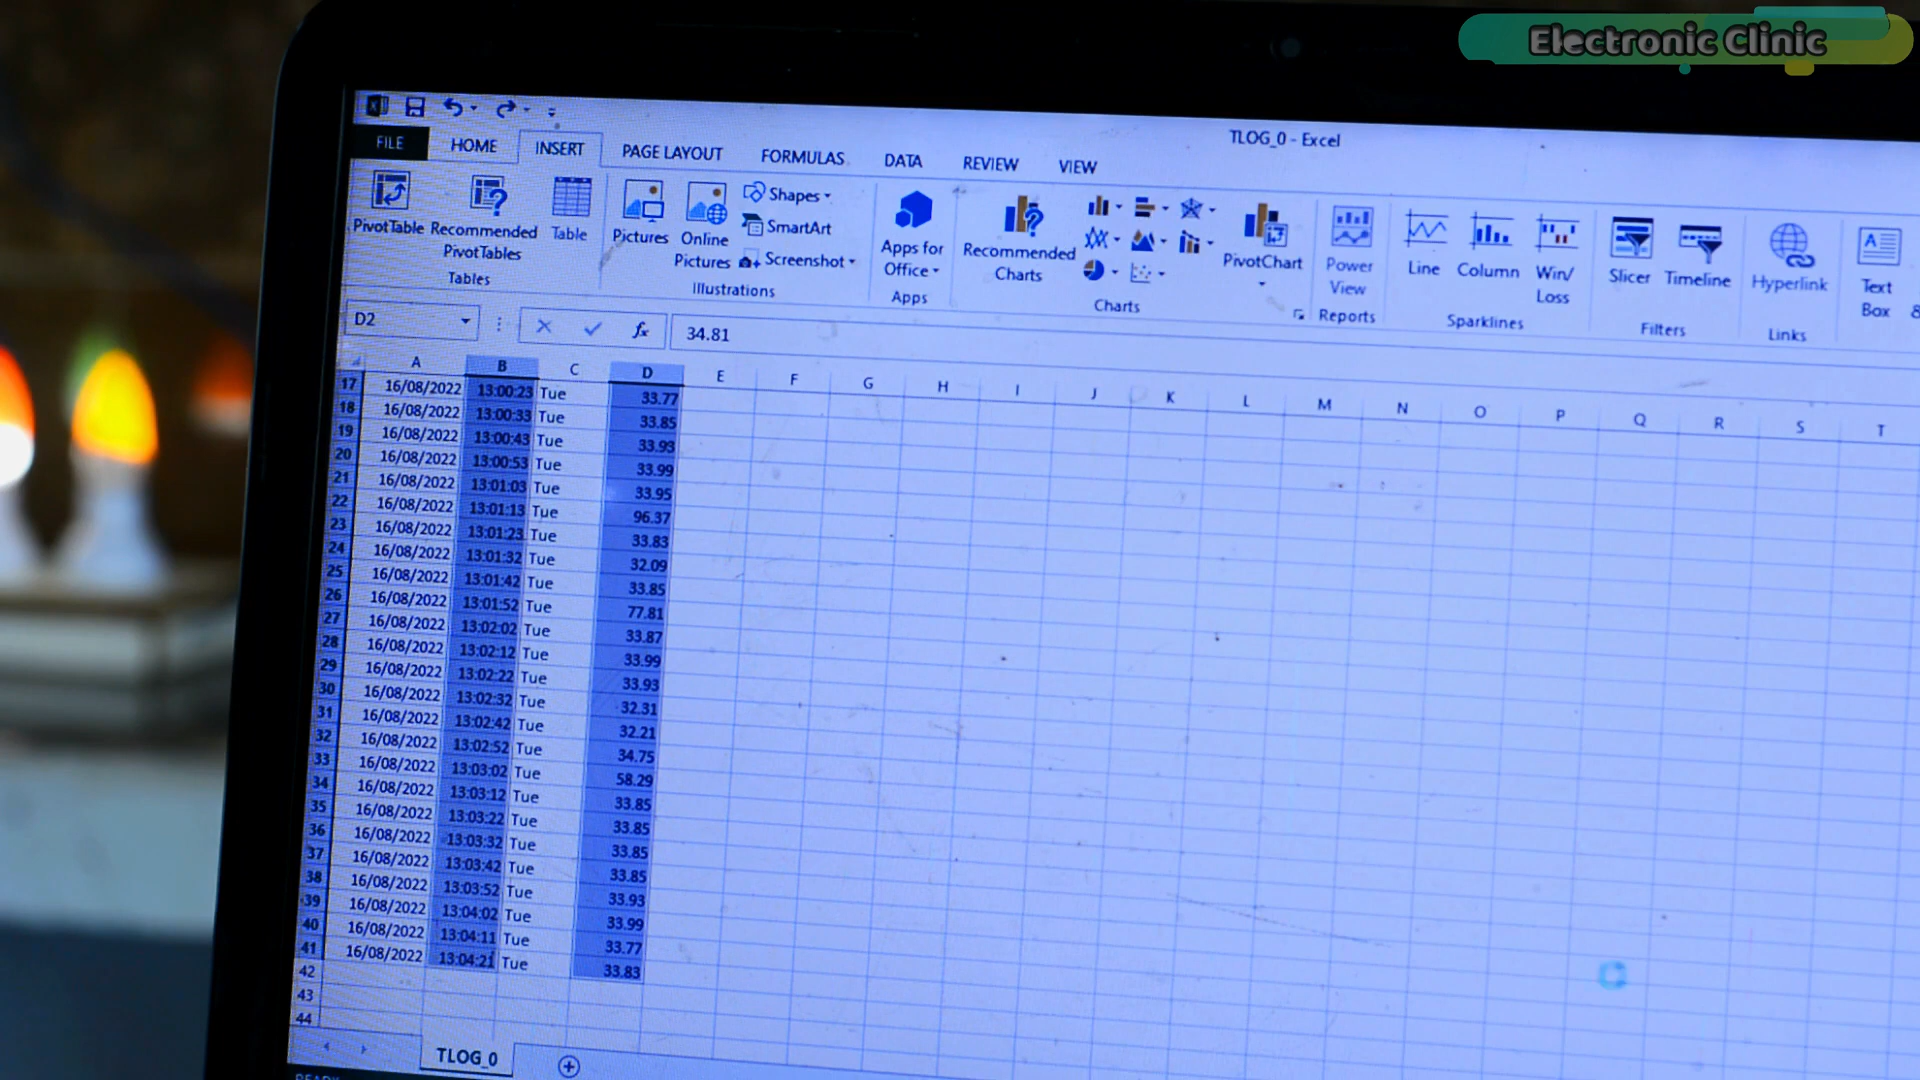 Electronic Clinic
TLOG_0 - Excel
FILE HOME INSERT PAGE LAYOUT FORMULAS DATA REVIEW VIEW
PivotTable Recommended PivotTables Table
Tables
Pictures Online Pictures Shapes SmartArt Screenshot
Illustrations
Apps for Office
Apps
Recommended Charts
PivotChart
Charts
Power View
Reports
Line Column Win/Loss
Sparklines
Slicer Timeline
Filters
Hyperlink
Links
Text Box
D2 fx 34.81
A B C D E F G H I J K L M N O P Q R S T
17 16/08/2022 13:00:23 Tue 33.77
18 16/08/2022 13:00:33 Tue 33.85
19 16/08/2022 13:00:43 Tue 33.93
20 16/08/2022 13:00:53 Tue 33.99
21 16/08/2022 13:01:03 Tue 33.95
22 16/08/2022 13:01:13 Tue 96.37
23 16/08/2022 13:01:23 Tue 33.83
24 16/08/2022 13:01:32 Tue 32.09
25 16/08/2022 13:01:42 Tue 33.85
26 16/08/2022 13:01:52 Tue 77.81
27 16/08/2022 13:02:02 Tue 33.87
28 16/08/2022 13:02:12 Tue 33.99
29 16/08/2022 13:02:22 Tue 33.93
30 16/08/2022 13:02:32 Tue 32.31
31 16/08/2022 13:02:42 Tue 32.21
32 16/08/2022 13:02:52 Tue 34.75
33 16/08/2022 13:03:02 Tue 58.29
34 16/08/2022 13:03:12 Tue 33.85
35 16/08/2022 13:03:22 Tue 33.85
36 16/08/2022 13:03:32 Tue 33.85
37 16/08/2022 13:03:42 Tue 33.85
38 16/08/2022 13:03:52 Tue 33.93
39 16/08/2022 13:04:02 Tue 33.99
40 16/08/2022 13:04:11 Tue 33.77
41 16/08/2022 13:04:21 Tue 33.83
42
43
44
TLOG_0